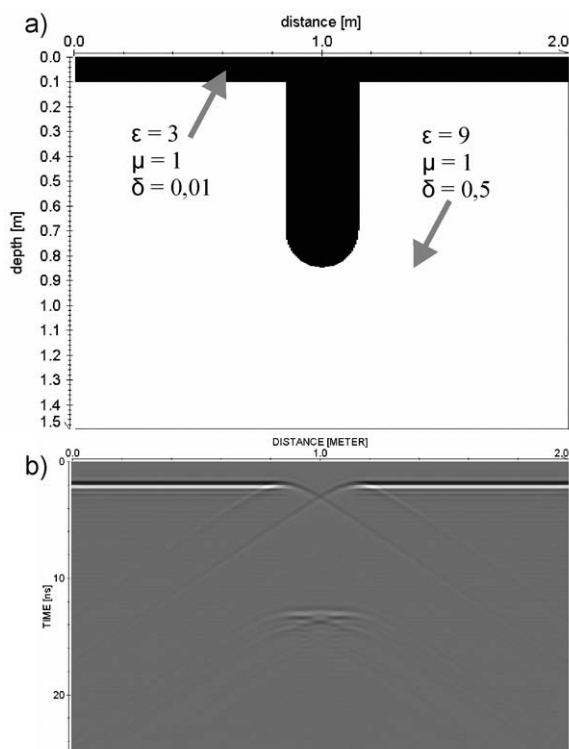 a)
distance [m]
0.0 1.0 2.0
0.0
0.1
0.2
0.3
0.4
0.5
0.6
0.7
0.8
0.9
1.0
1.1
1.2
1.3
1.4
1.5
depth [m]
ε = 3
μ = 1
δ = 0,01
ε = 9
μ = 1
δ = 0,5
b)
DISTANCE [METER]
0.0 1.0 2.0
0
10
20
TIME [ns]